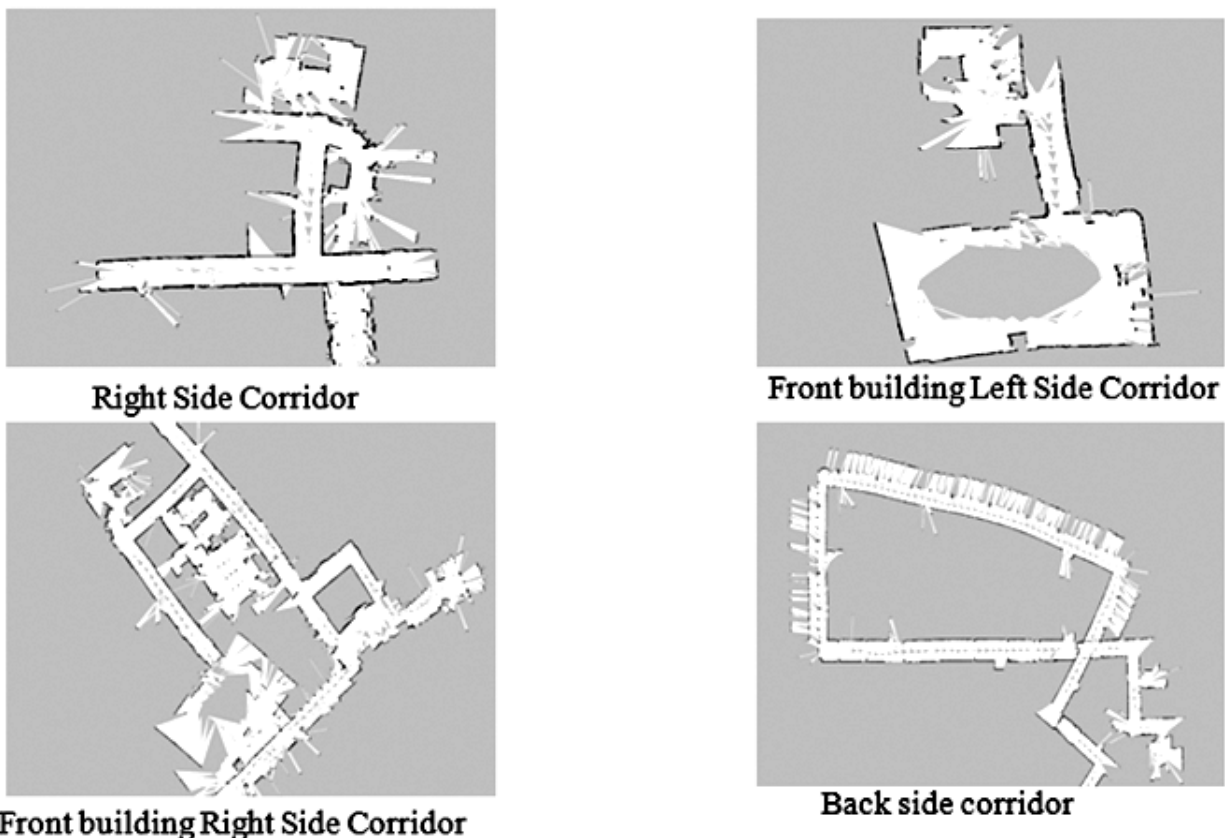 Right Side Corridor
Front building Left Side Corridor
Front building Right Side Corridor
Back side corridor